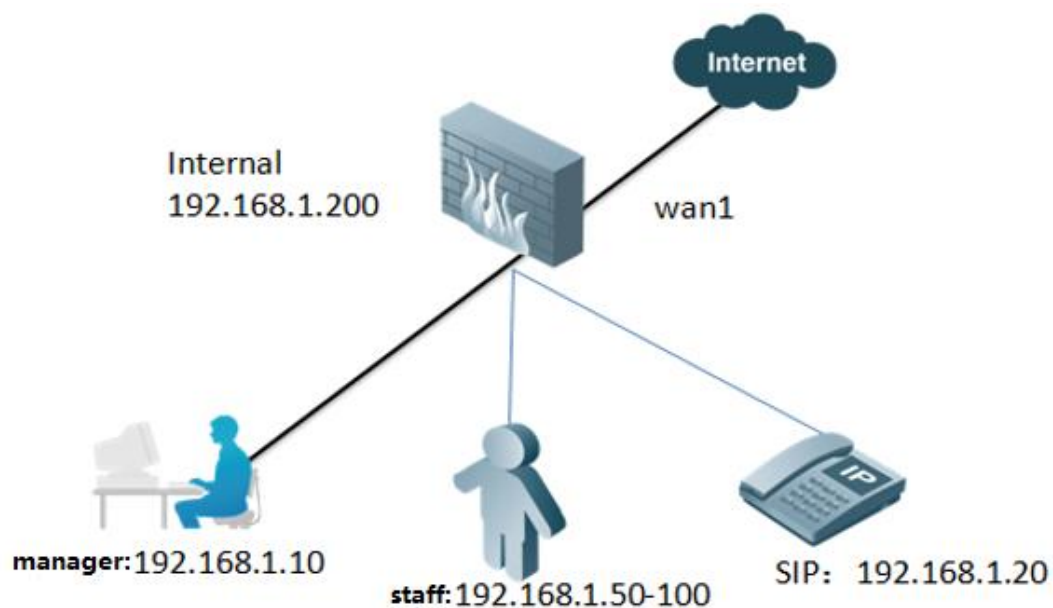 Internet
Internal
192.168.1.200
wan1
IP
manager:192.168.1.10
staff:192.168.1.50-100
SIP： 192.168.1.20